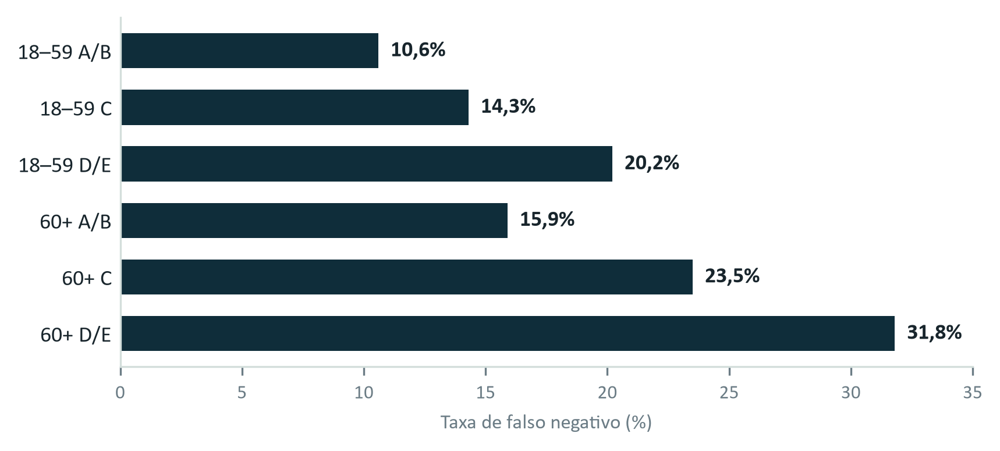 18–59 A/B 10,6%
18–59 C 14,3%
18–59 D/E 20,2%
60+ A/B 15,9%
60+ C 23,5%
60+ D/E 31,8%
0 5 10 15 20 25 30 35
Taxa de falso negativo (%)